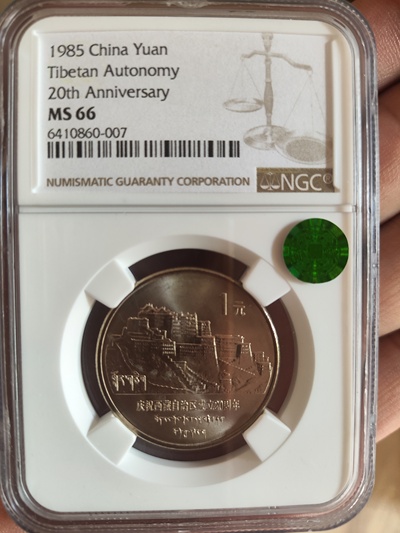 1985 China Yuan
Tibetan Autonomy
20th Anniversary
MS 66
6410860-007
NUMISMATIC GUARANTY CORPORATION
NGC
1元
庆祝西藏自治区成立20周年